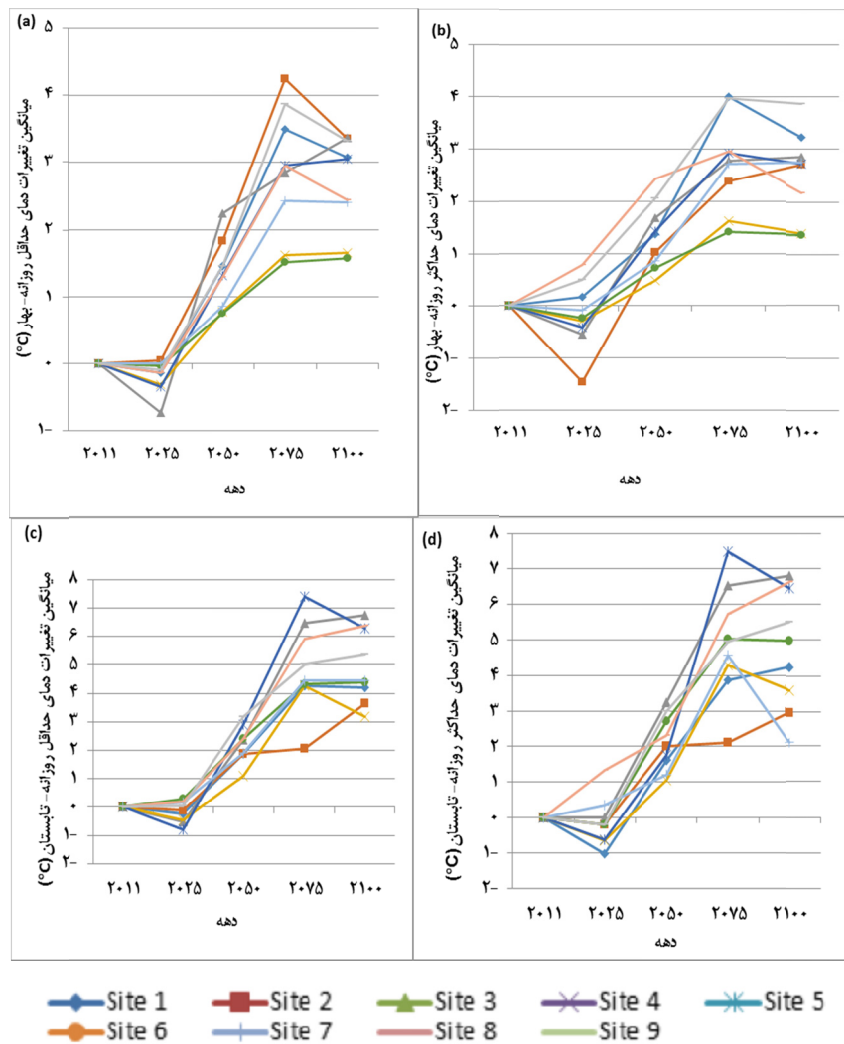 (a)
میانگین تغییرات دمای حداقل روزانه- بهار (°C)
۵
۴
۳
۲
۱
۰
۱-
۲۰۱۱ ۲۰۲۵ ۲۰۵۰ ۲۰۷۵ ۲۱۰۰
دهه
(b)
میانگین تغییرات دمای حداکثر روزانه- بهار (°C)
۵
۴
۳
۲
۱
۰
۱-
۲-
۲۰۱۱ ۲۰۲۵ ۲۰۵۰ ۲۰۷۵ ۲۱۰۰
دهه
(c)
میانگین تغییرات دمای حداقل روزانه- تابستان (°C)
۸
۷
۶
۵
۴
۳
۲
۱
۰
۱-
۲-
۲۰۱۱ ۲۰۲۵ ۲۰۵۰ ۲۰۷۵ ۲۱۰۰
دهه
(d)
میانگین تغییرات دمای حداکثر روزانه- تابستان (°C)
۸
۷
۶
۵
۴
۳
۲
۱
۰
۱-
۲-
۲۰۱۱ ۲۰۲۵ ۲۰۵۰ ۲۰۷۵ ۲۱۰۰
دهه
Site 1 Site 2 Site 3 Site 4 Site 5
Site 6 Site 7 Site 8 Site 9